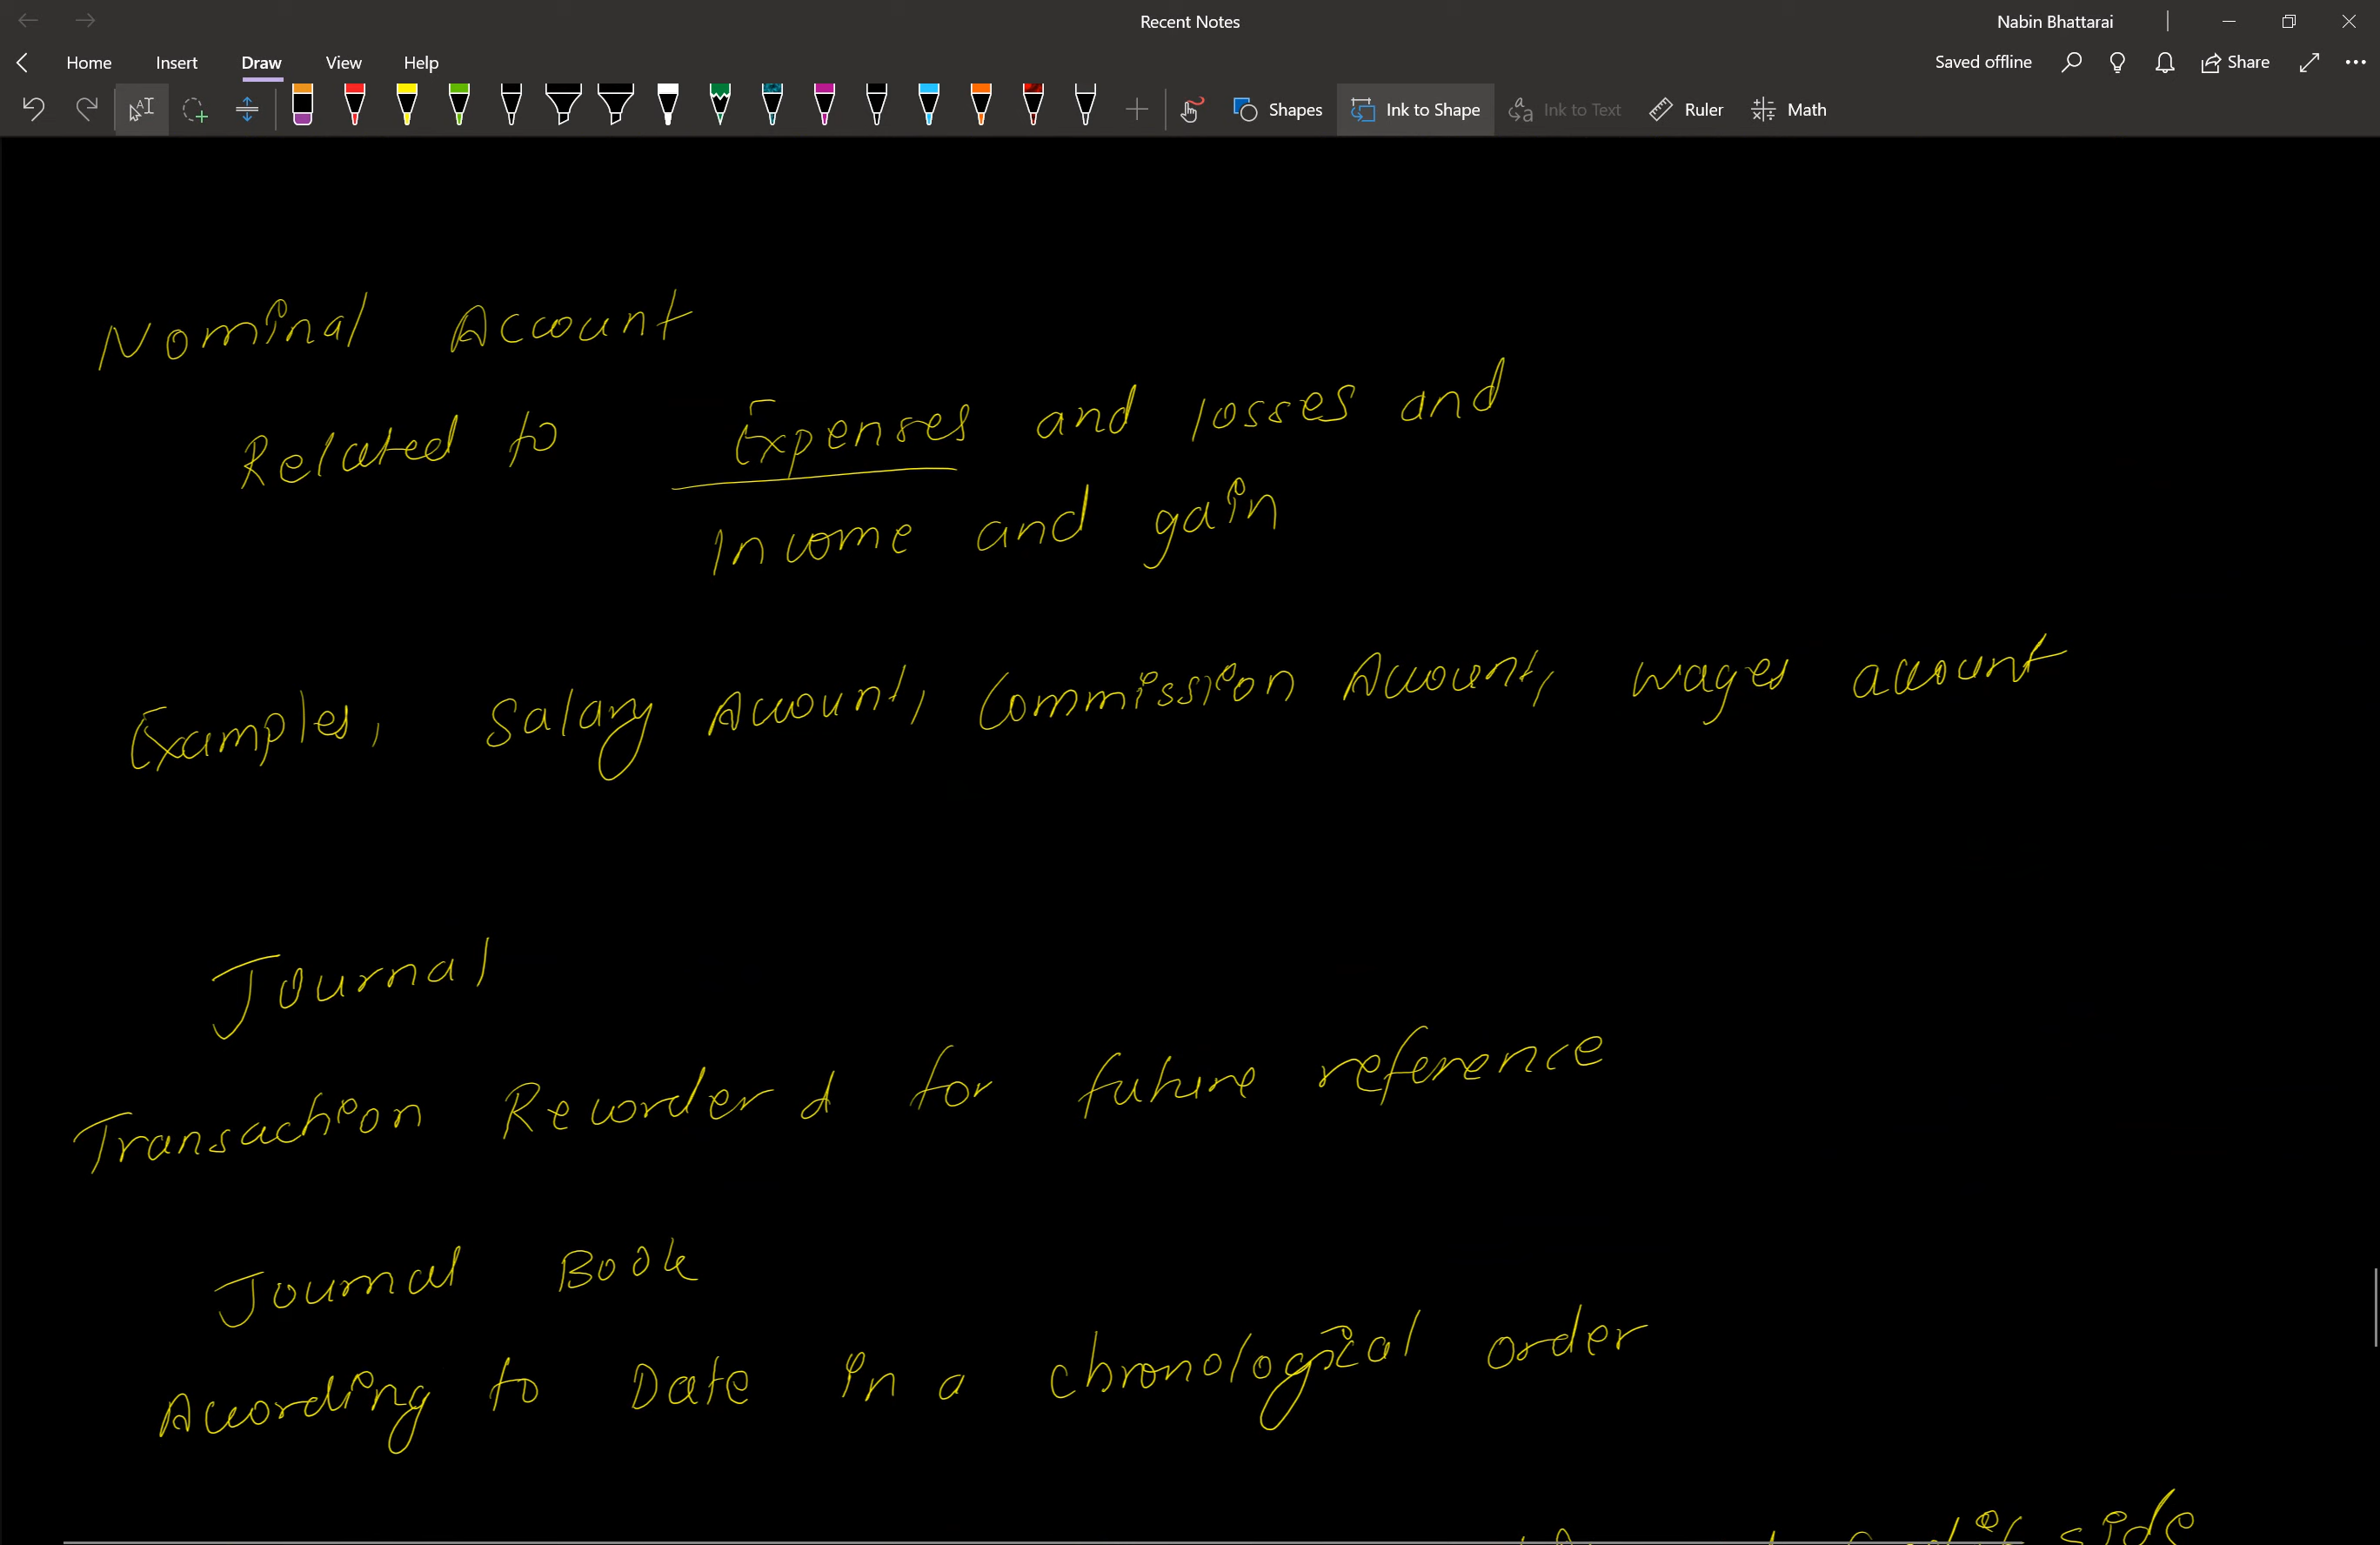 Recent Notes
Nabin Bhattarai
Home Insert Draw View Help
Saved offline
Share
Shapes Ink to Shape Ink to Text Ruler Math
Nominal Account
Related to Expenses and losses and
Income and gain
Examples, Salary Account, Commission Account, wages account
Journal
Transaction Recorder d for future reference
Journal Book
According to Date in a chronological order
side